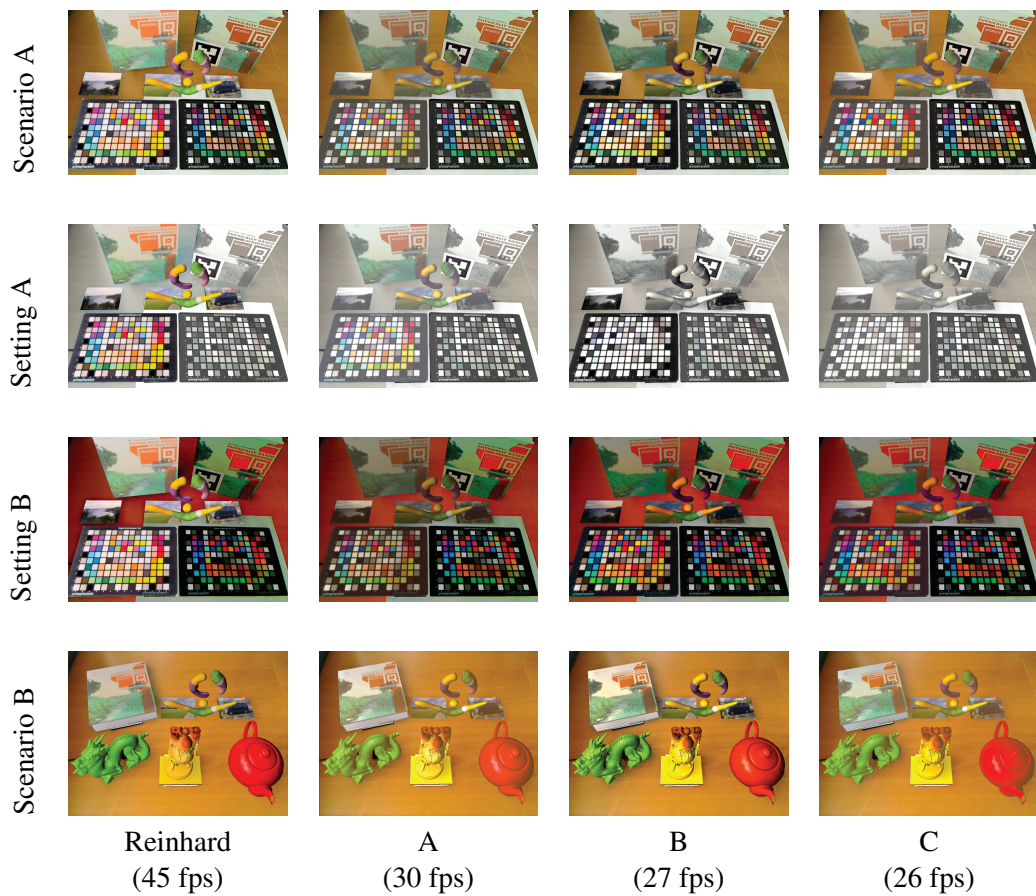 Scenario A
Setting A
Setting B
Scenario B
Reinhard A B C
(45 fps) (30 fps) (27 fps) (26 fps)